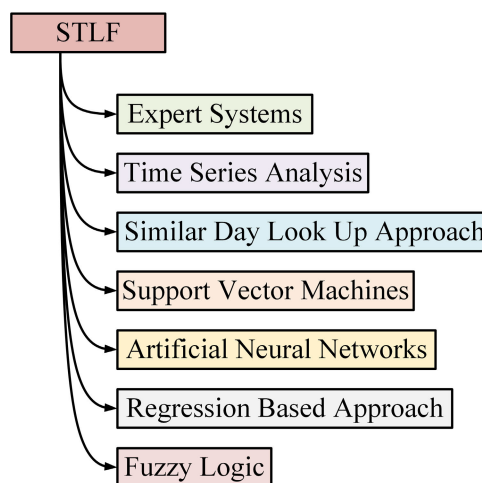 STLF
Expert Systems
Time Series Analysis
Similar Day Look Up Approach
Support Vector Machines
Artificial Neural Networks
Regression Based Approach
Fuzzy Logic